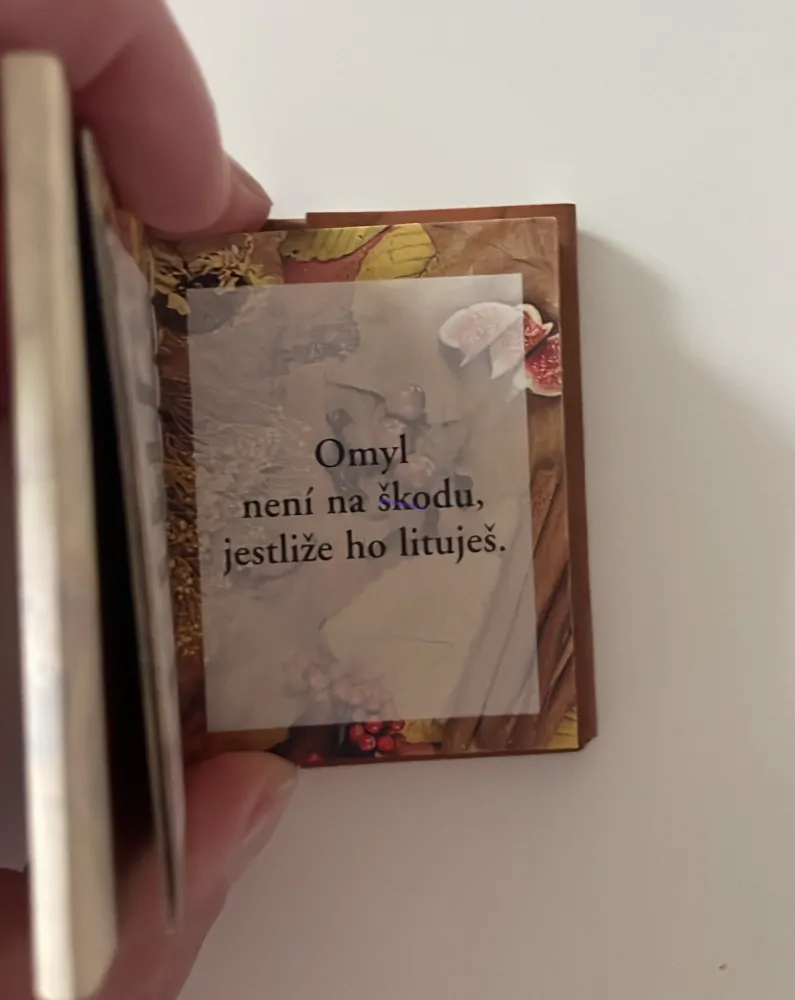 Omyl
není na škodu,
jestliže ho lituješ.